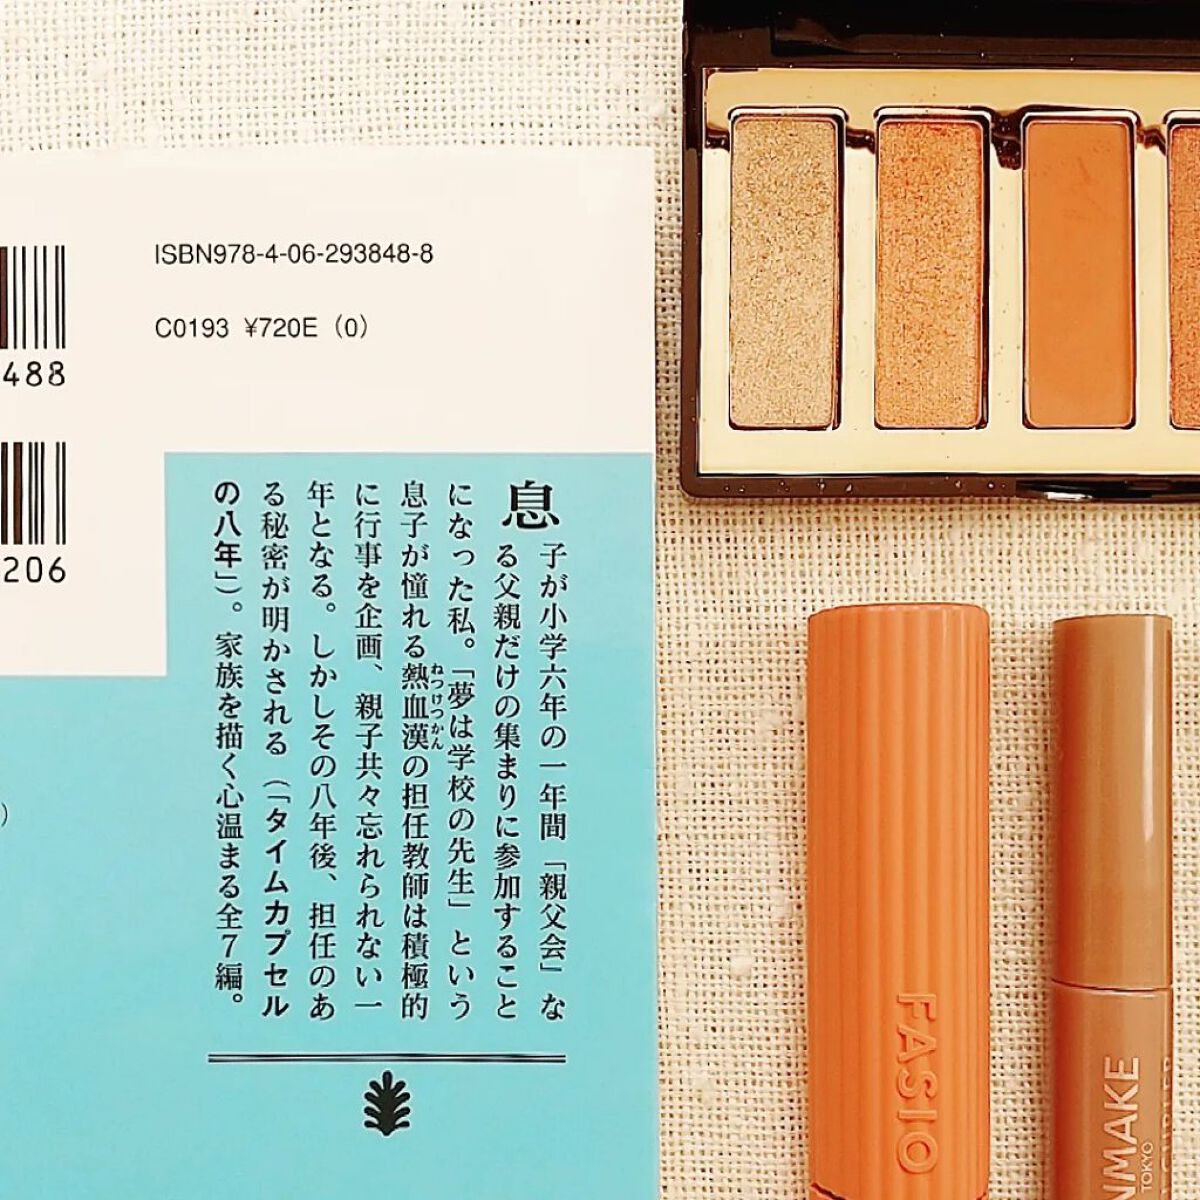 ISBN978-4-06-293848-8
C0193 ¥720E (0)
488
206
息子が小学六年の一年間「親父会」な
る父親だけの集まりに参加すること
になった私。「夢は学校の先生」という
息子が憧れる熱血漢の担任教師は積極的
ねつけつかん
に行事を企画、親子共々忘れられない一
年となる。しかしその八年後、担任のあ
る秘密が明かされる(「タイムカプセル
の八年」)。家族を描く心温まる全7編。
)
FASIO
NMAKE
TOKYO